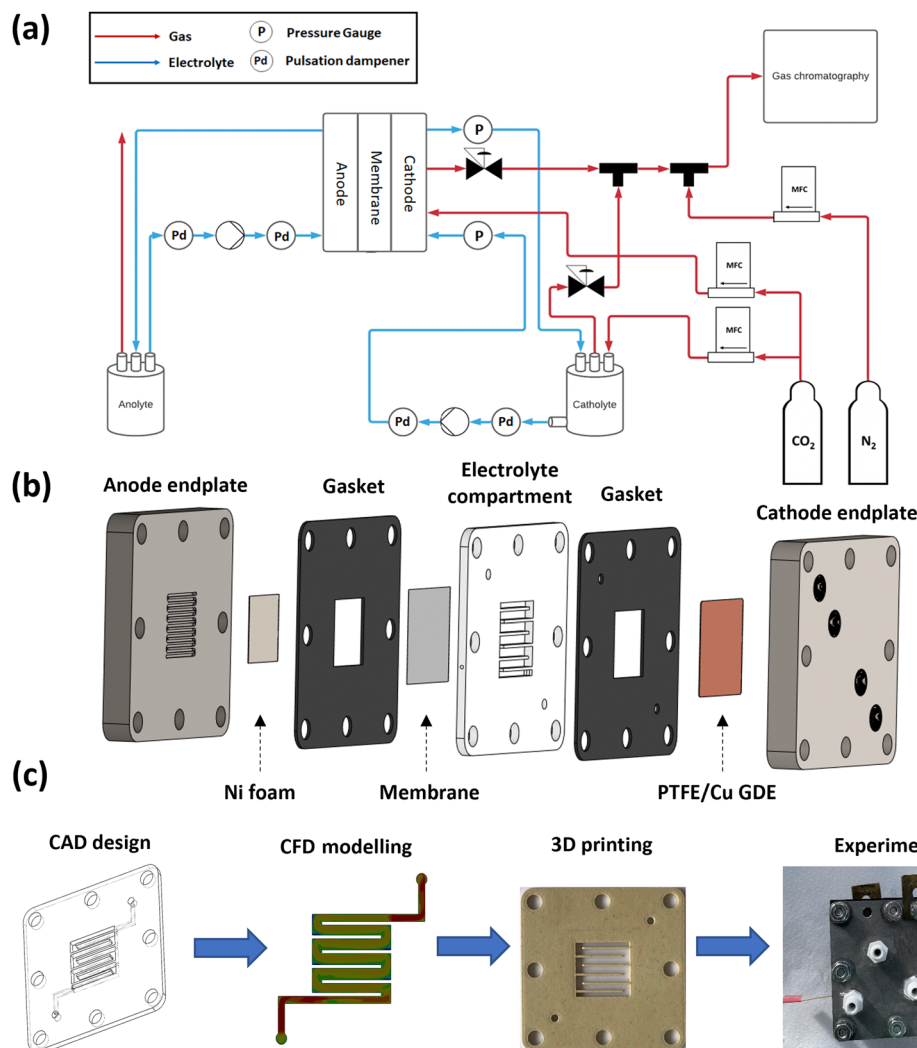 (a)
Gas
P
Pressure Gauge
Electrolyte
Pd
Pulsation dampener
Gas chromatography
Anode
Membrane
Cathode
P
P
Pd
Pd
MFC
MFC
MFC
Anolyte
Catholyte
Pd
Pd
CO2
N2
(b)
Anode endplate
Gasket
Electrolyte
compartment
Gasket
Cathode endplate
Ni foam
Membrane
PTFE/Cu GDE
(c)
CAD design
CFD modelling
3D printing
Experime